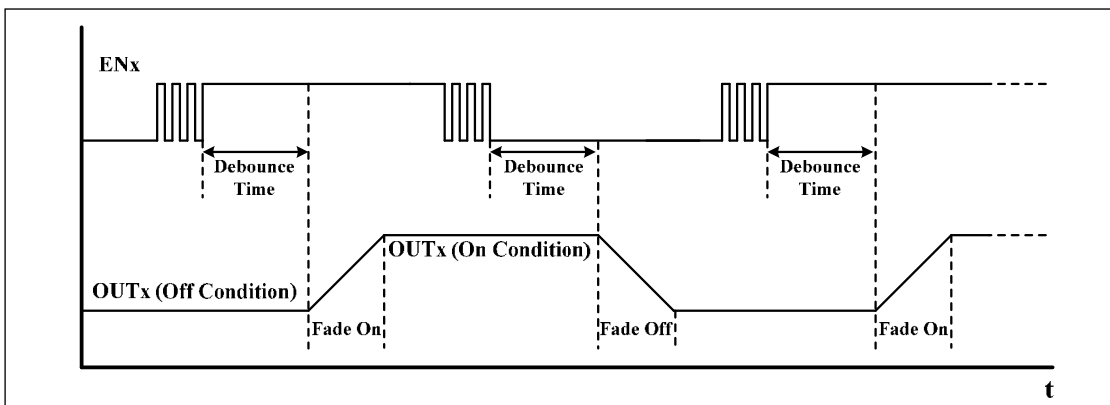 ENx
Debounce
Time
Debounce
Time
Debounce
Time
OUTx (On Condition)
OUTx (Off Condition)
Fade On
Fade Off
Fade On
t